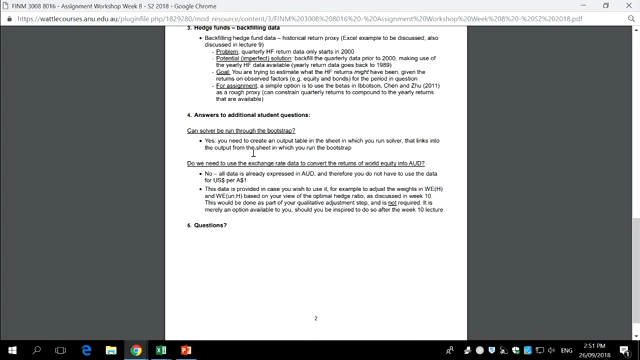 FINM 3008 8016 - Assignment Workshop Week 8 - S2 2018.pdf - Google Chrome
https://wattlecourses.anu.edu.au/pluginfile.php/1829280/mod_resource/content/3/FINM%203008%208016%20-%20Assignment%20Workshop%20Week%208%20-%20S2%202018.pdf
3. Hedge funds – backfilling data
• Backfilling hedge fund data – historical return proxy (Excel example to be discussed, also
discussed in lecture 9)
- Problem: quarterly HF return data only starts in 2000
- Potential (imperfect) solution: backfill the quarterly data prior to 2000, making use of
the yearly HF data available (yearly return data goes back to 1989)
- Goal: You are trying to estimate what the HF returns might have been, given the
returns on observed factors (e.g. equity and bonds) for the period in question
- For assignment: a simple option is to use the betas in Ibbotson, Chen and Zhu (2011)
as a rough proxy (can constrain quarterly returns to compound to the yearly returns
that are available)
4. Answers to additional student questions:
Can solver be run through the bootstrap?
• Yes: you need to create an output table in the sheet in which you run solver, that links into
the output from the sheet in which you run the bootstrap
Do we need to use the exchange rate data to convert the returns of world equity into AUD?
• No – all data is already expressed in AUD, and therefore you do not have to use the data
for US$ per A$1
• This data is provided in case you wish to use it, for example to adjust the weights in WE(H)
and WE(un,H) based on your view of the optimal hedge ratio, as discussed in week 10.
This would be done as part of your qualitative adjustment step, and is not required. It is
merely an option available to you, should you be inspired to do so after the week 10 lecture
5. Questions?
2
ENG
2:51 PM
26/09/2018